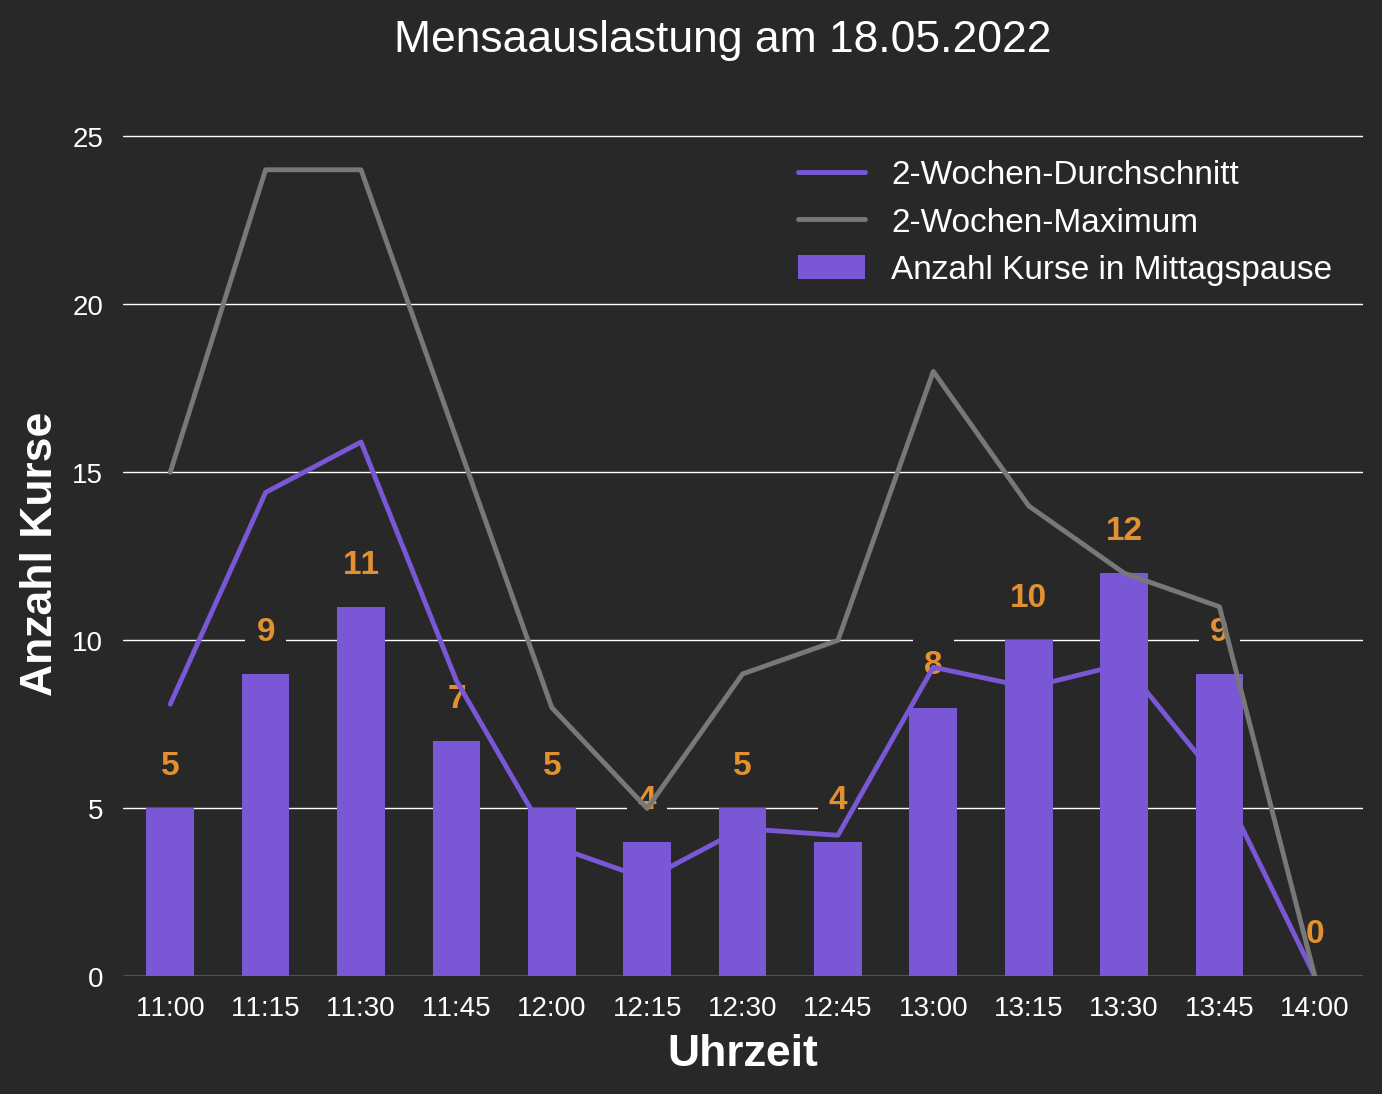 Mensaauslastung am 18.05.2022
25
20
15
10
5
0
Anzahl Kurse
2-Wochen-Durchschnitt
2-Wochen-Maximum
Anzahl Kurse in Mittagspause
5
9
11
7
5
4
5
4
8
10
12
9
0
11:00 11:15 11:30 11:45 12:00 12:15 12:30 12:45 13:00 13:15 13:30 13:45 14:00
Uhrzeit